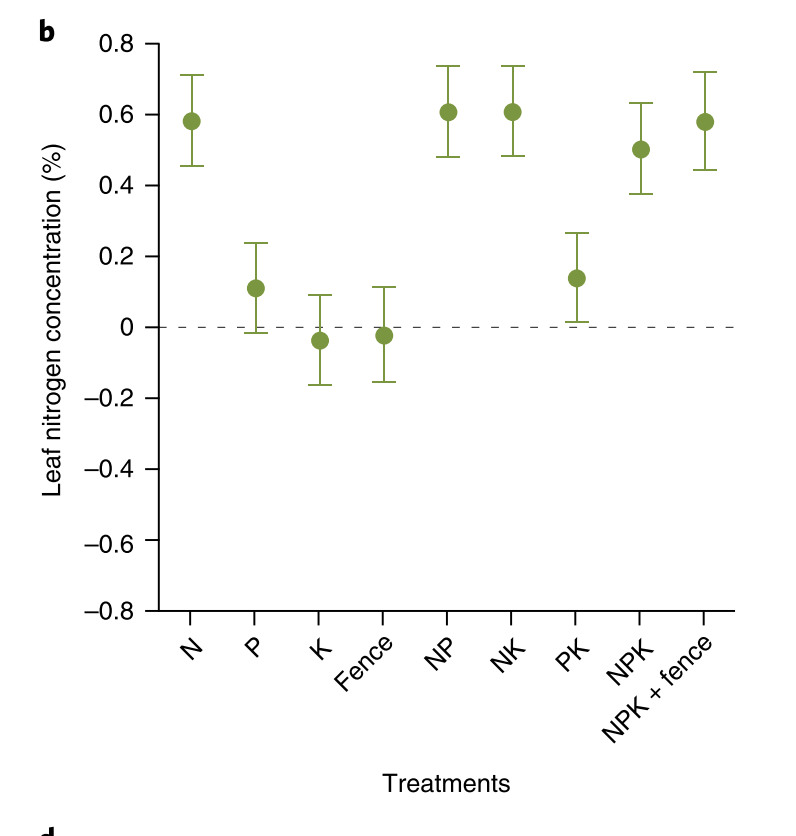 b
0.8
0.6
0.4
0.2
0
–0.2
–0.4
–0.6
–0.8
Leaf nitrogen concentration (%)
N
P
K
Fence
NP
NK
PK
NPK
NPK + fence
Treatments